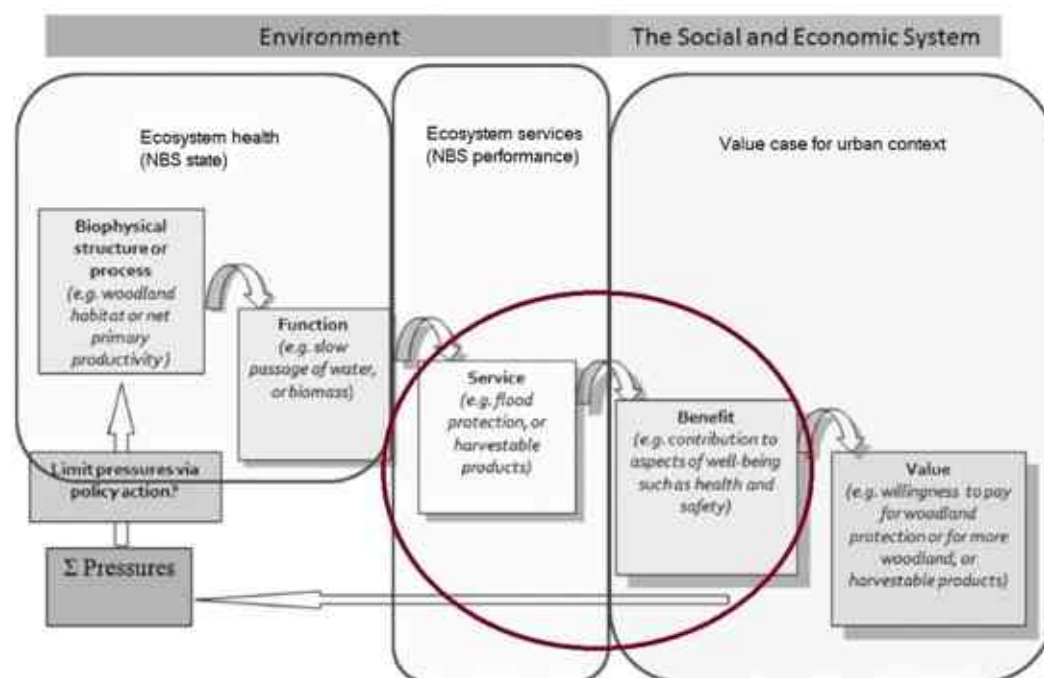 Environment
The Social and Economic System
Ecosystem health
(NBS state)
Ecosystem services
(NBS performance)
Value case for urban context
Biophysical
structure or
process
(e.g. woodland
habitat or net
primary
productivity)
Function
(e.g. slow
passage of water,
or biomass)
Service
(e.g. flood
protection, or
harvestable
products)
Benefit
(e.g. contribution to
aspects of well-being
such as health and
safety)
Value
(e.g. willingness to pay
for woodland
protection or for more
woodland, or
harvestable products)
Limit pressures via
policy action?
Σ Pressures